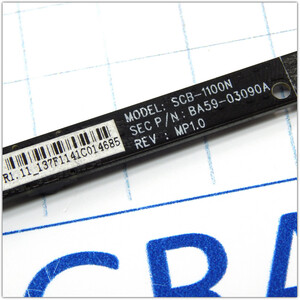 MODEL: SCB-1100N
SEC P/N: BA59-03090A
REV : MP1.0
R1.11_137F1141C014685